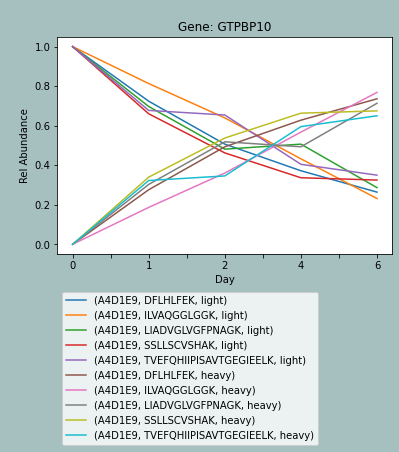 Gene: GTPBP10
1.0
0.8
0.6
0.4
0.2
0.0
Rel Abundance
0 1 2 4 6
Day
(A4D1E9, DFLHLFEK, light)
(A4D1E9, ILVAQGGLGGK, light)
(A4D1E9, LIADVGLVGFPNAGK, light)
(A4D1E9, SSLLSCVSHAK, light)
(A4D1E9, TVEFQHIIPISAVTGEGIEELK, light)
(A4D1E9, DFLHLFEK, heavy)
(A4D1E9, ILVAQGGLGGK, heavy)
(A4D1E9, LIADVGLVGFPNAGK, heavy)
(A4D1E9, SSLLSCVSHAK, heavy)
(A4D1E9, TVEFQHIIPISAVTGEGIEELK, heavy)